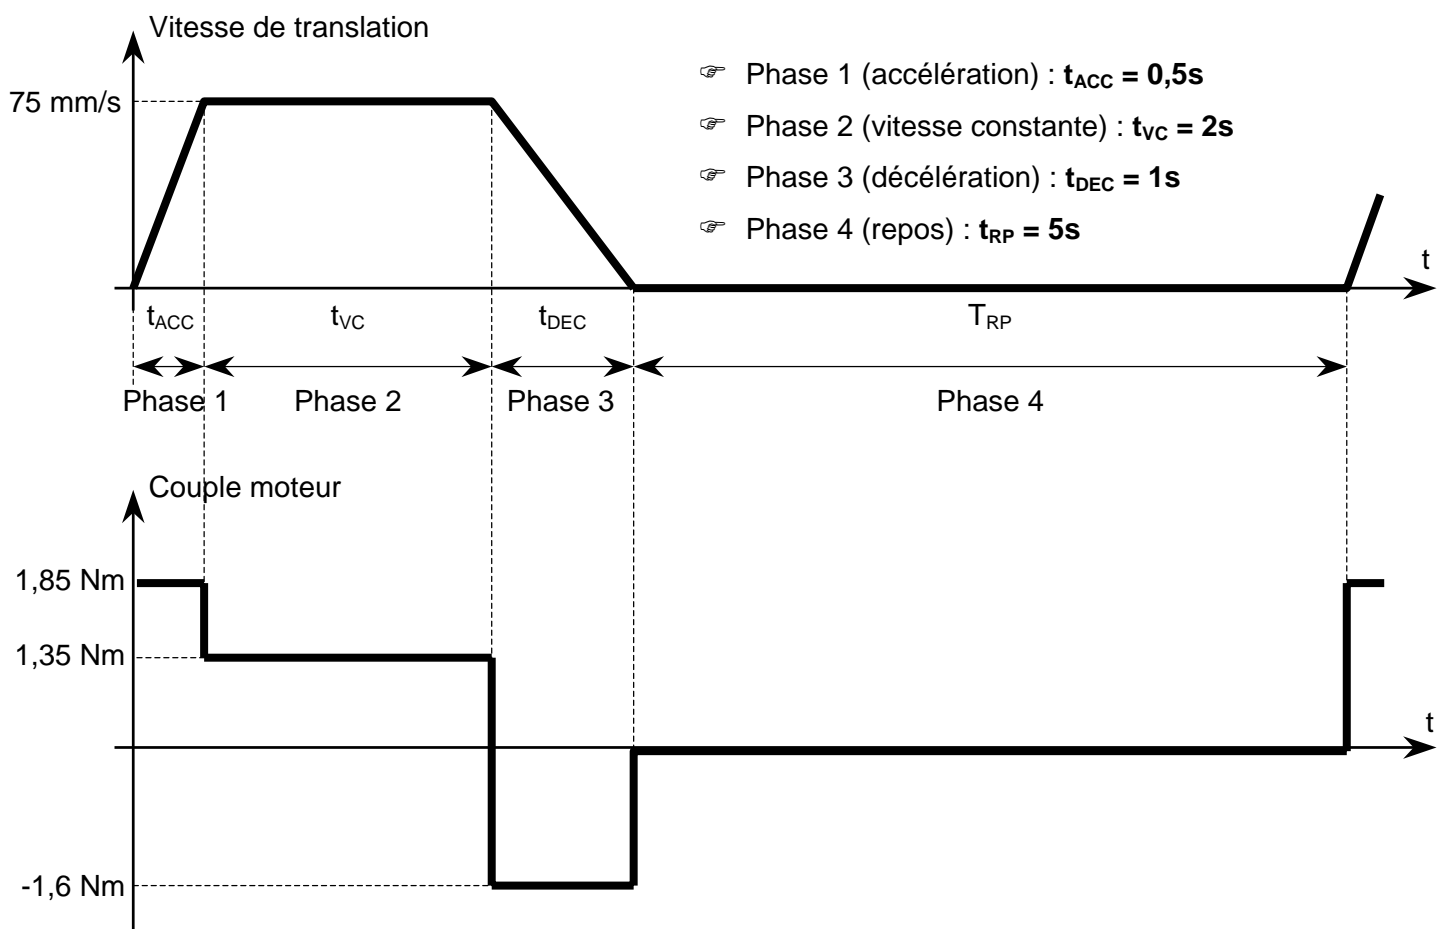 Vitesse de translation
☞ Phase 1 (accélération) : tACC = 0,5s
75 mm/s
☞ Phase 2 (vitesse constante) : tVC = 2s
☞ Phase 3 (décélération) : tDEC = 1s
☞ Phase 4 (repos) : tRP = 5s
t
tACC tVC tDEC TRP
Phase 1 Phase 2 Phase 3 Phase 4
Couple moteur
1,85 Nm
1,35 Nm
t
-1,6 Nm